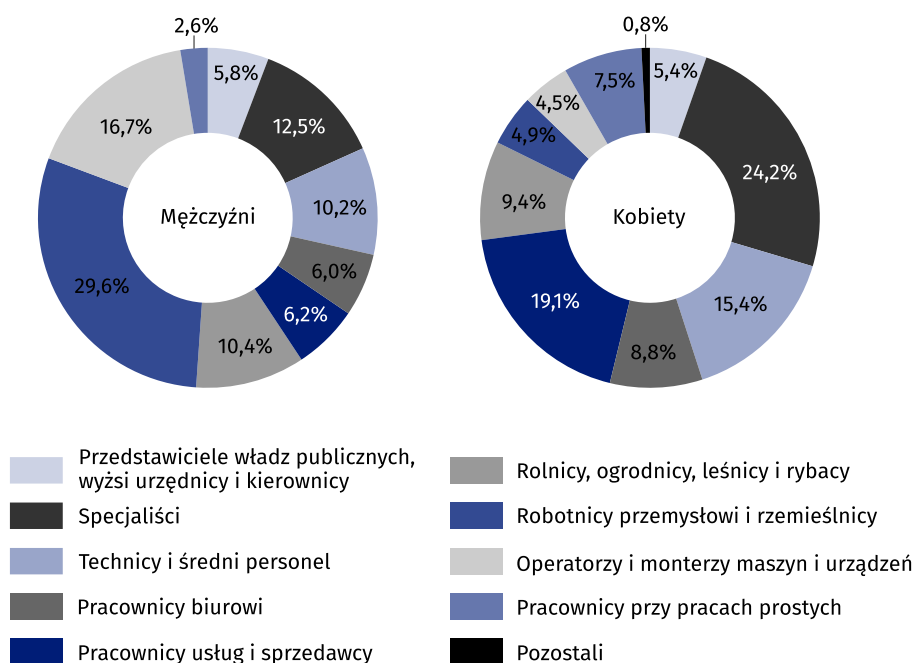 2,6%
5,8%
12,5%
10,2%
6,0%
6,2%
10,4%
29,6%
16,7%
Mężczyźni
0,8%
5,4%
24,2%
15,4%
8,8%
19,1%
9,4%
4,9%
4,5%
7,5%
Kobiety
Przedstawiciele władz publicznych,
wyżsi urzędnicy i kierownicy
Specjaliści
Technicy i średni personel
Pracownicy biurowi
Pracownicy usług i sprzedawcy
Rolnicy, ogrodnicy, leśnicy i rybacy
Robotnicy przemysłowi i rzemieślnicy
Operatorzy i monterzy maszyn i urządzeń
Pracownicy przy pracach prostych
Pozostali